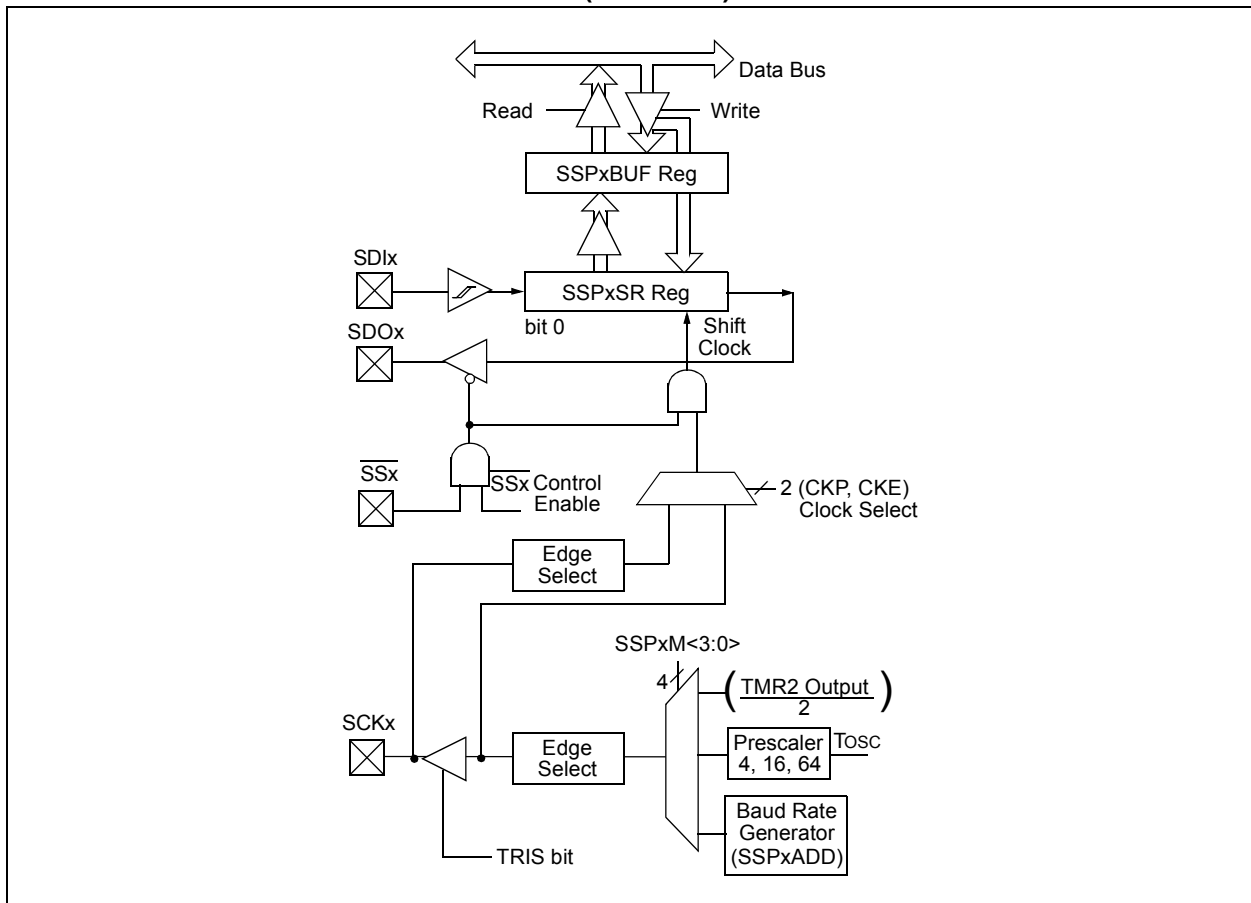 Data Bus
Read
Write
SSPxBUF Reg
SDIx
SSPxSR Reg
bit 0
Shift
Clock
SDOx
SSx
SSx Control
Enable
2 (CKP, CKE)
Clock Select
Edge
Select
SSPxM<3:0>
4
( TMR2 Output )
2
SCKx
Edge
Select
Prescaler
4, 16, 64
TOSC
Baud Rate
Generator
(SSPxADD)
TRIS bit